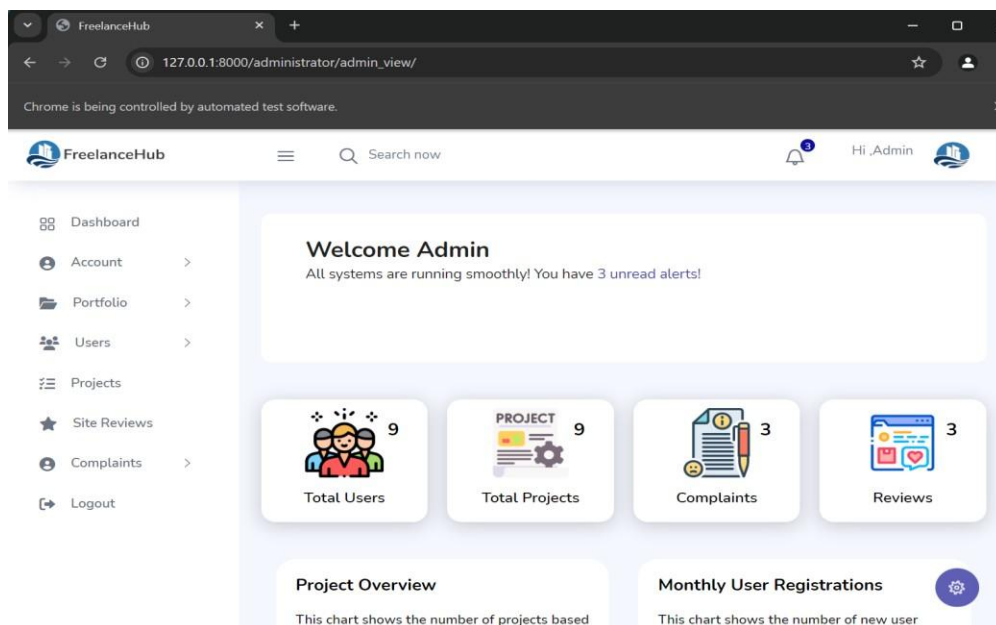 FreelanceHub
127.0.0.1:8000/administrator/admin_view/
Chrome is being controlled by automated test software.
FreelanceHub
Search now
3
Hi ,Admin
Dashboard
Account
Portfolio
Users
Projects
Site Reviews
Complaints
Logout
Welcome Admin
All systems are running smoothly! You have 3 unread alerts!
9
Total Users
PROJECT
9
Total Projects
3
Complaints
3
Reviews
Project Overview
This chart shows the number of projects based
Monthly User Registrations
This chart shows the number of new user